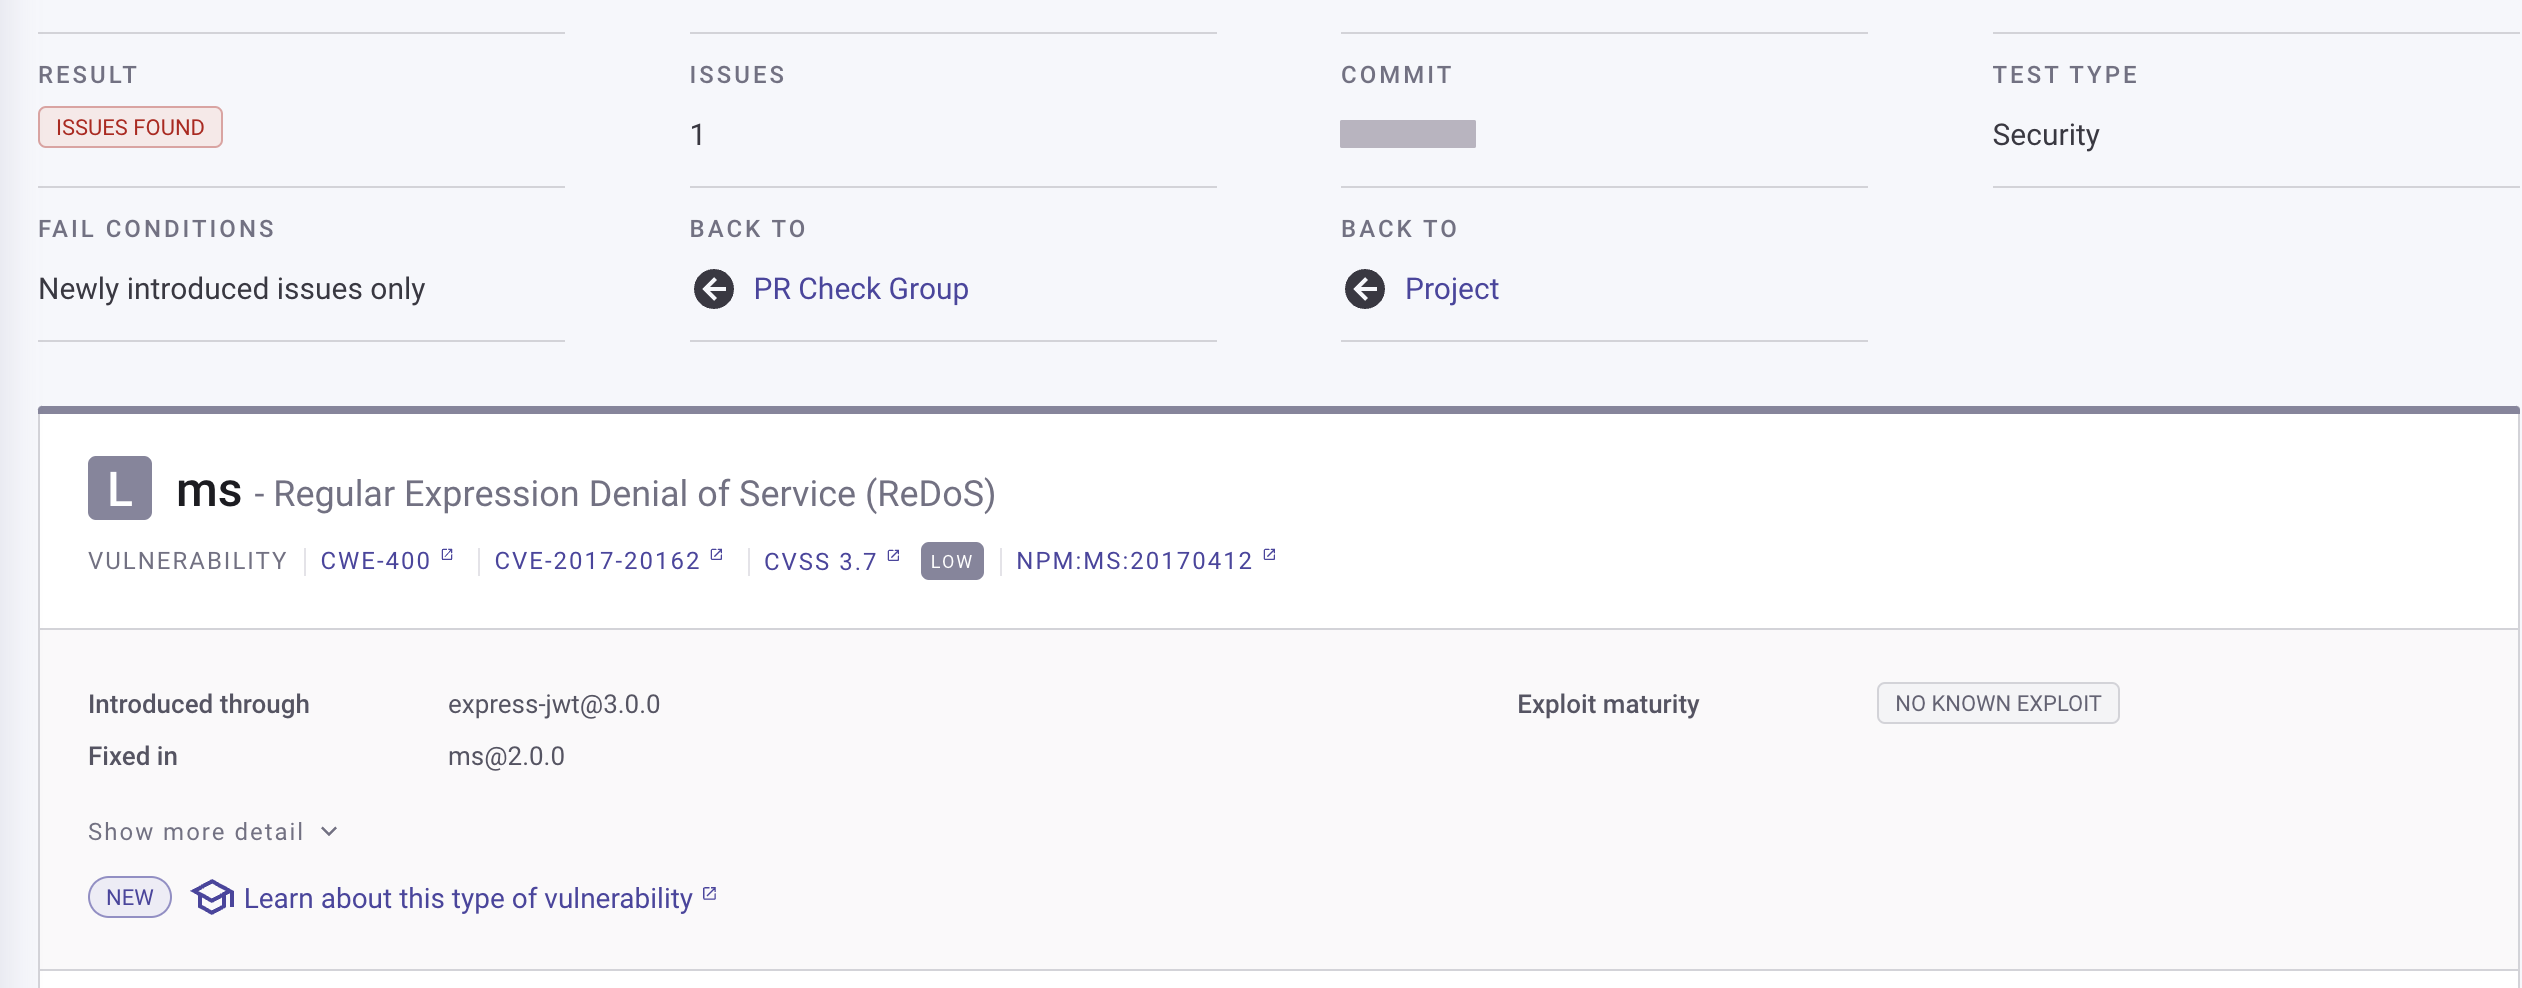 RESULT
ISSUES FOUND
ISSUES
1
COMMIT
TEST TYPE
Security
FAIL CONDITIONS
Newly introduced issues only
BACK TO
PR Check Group
BACK TO
Project
L ms - Regular Expression Denial of Service (ReDoS)
VULNERABILITY CWE-400 CVE-2017-20162 CVSS 3.7 LOW NPM:MS:20170412
Introduced through express-jwt@3.0.0
Exploit maturity NO KNOWN EXPLOIT
Fixed in ms@2.0.0
Show more detail
NEW Learn about this type of vulnerability